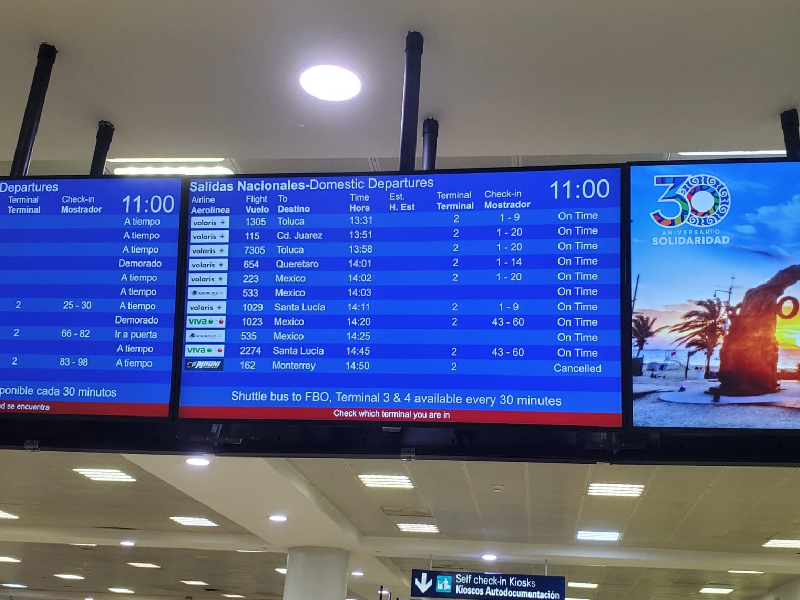 Departures
Terminal Check-in 11:00
Terminal Mostrador
A tiempo
A tiempo
A tiempo
Demorado
A tiempo
A tiempo
2 25 - 30 A tiempo
Demorado
2 66 - 82 Ir a puerta
A tiempo
2 83 - 98 A tiempo
ponible cada 30 minutos
ud se encuentra
Salidas Nacionales-Domestic Departures 11:00
Airline Flight To Time Est. Terminal Check-in
Aerolínea Vuelo Destino Hora H. Est Terminal Mostrador
volaris 1305 Toluca 13:31 2 1 - 9 On Time
volaris 115 Cd. Juarez 13:51 2 1 - 20 On Time
volaris 7305 Toluca 13:58 2 1 - 20 On Time
volaris 654 Queretaro 14:01 2 1 - 14 On Time
volaris 223 Mexico 14:02 2 1 - 20 On Time
533 Mexico 14:03 On Time
volaris 1029 Santa Lucía 14:11 2 1 - 9 On Time
VIVA 1023 Mexico 14:20 2 43 - 60 On Time
535 Mexico 14:25 On Time
VIVA 2274 Santa Lucía 14:45 2 43 - 60 On Time
162 Monterrey 14:50 2 Cancelled
Shuttle bus to FBO, Terminal 3 & 4 available every 30 minutes
Check which terminal you are in
30
ANIVERSARIO
SOLIDARIDAD
Self check-in Kiosks
Kioscos Autodocumentación